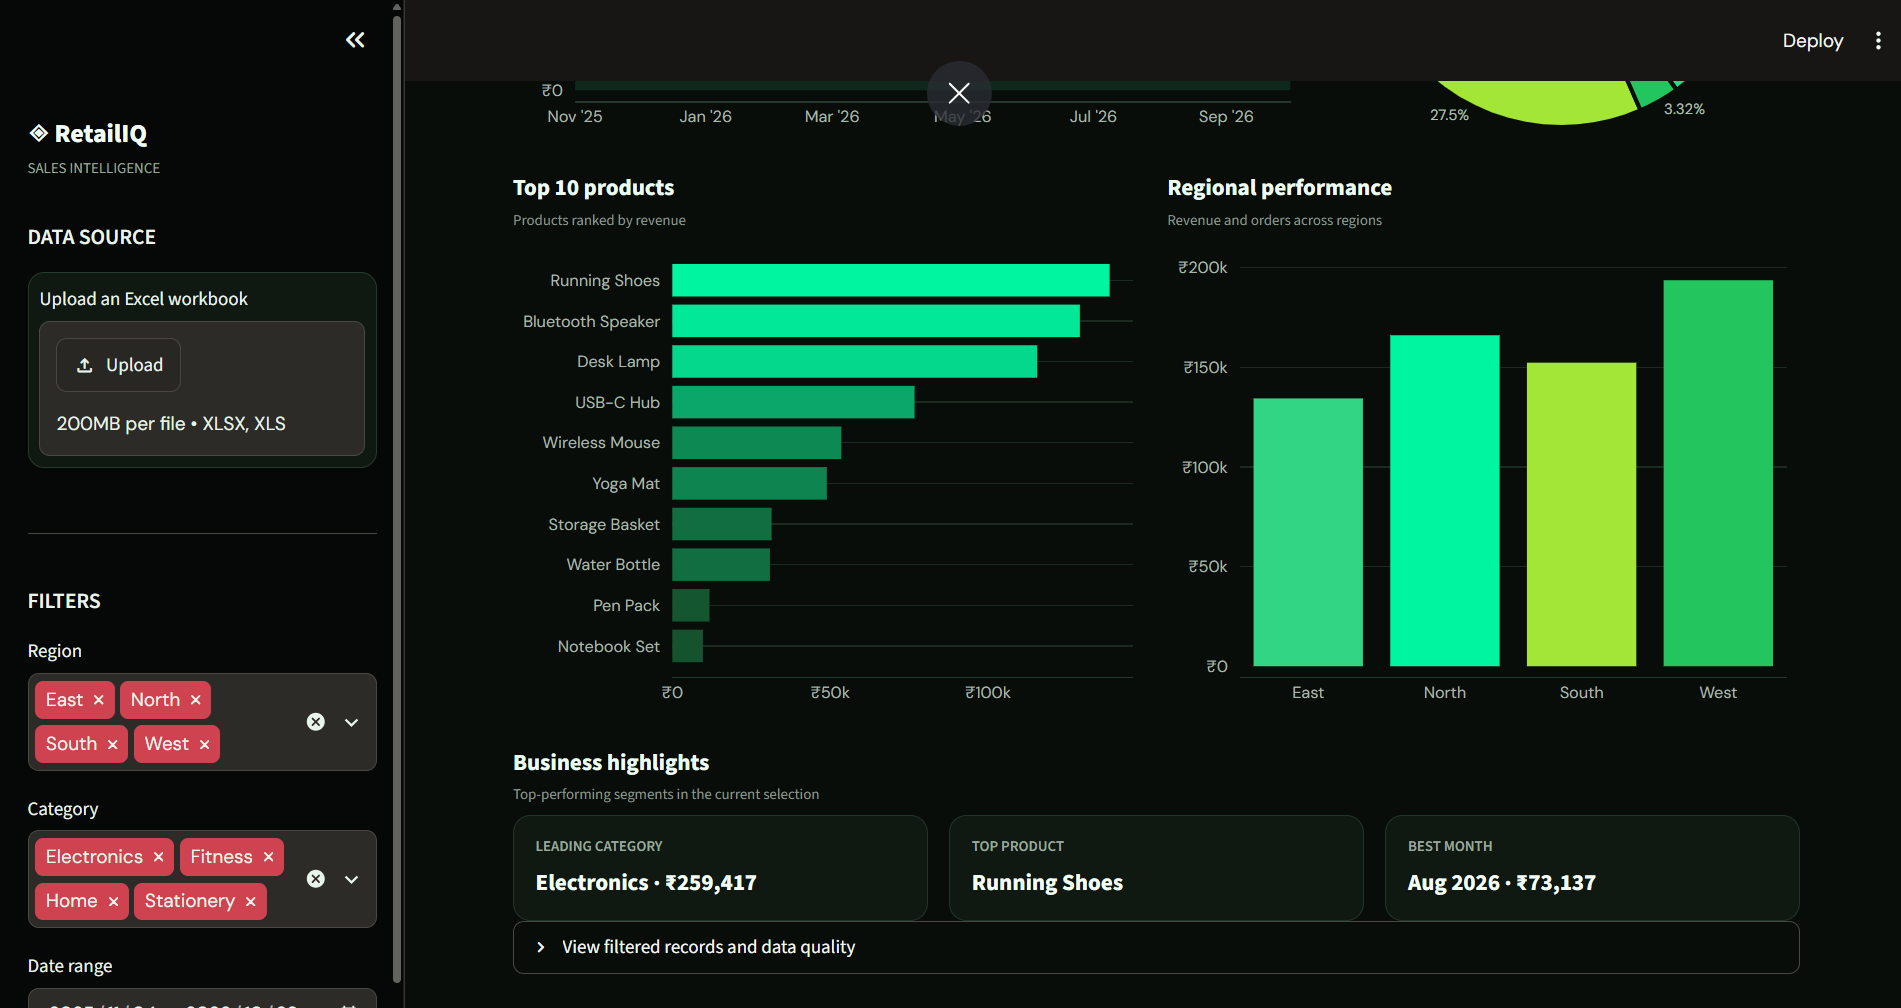 Deploy
RetailIQ
SALES INTELLIGENCE
DATA SOURCE
Upload an Excel workbook
Upload
200MB per file • XLSX, XLS
FILTERS
Region
East × North ×
South × West ×
Category
Electronics × Fitness ×
Home × Stationery ×
Date range
₹0
Nov '25 Jan '26 Mar '26 May '26 Jul '26 Sep '26
27.5% 3.32%
Top 10 products
Products ranked by revenue
Running Shoes
Bluetooth Speaker
Desk Lamp
USB-C Hub
Wireless Mouse
Yoga Mat
Storage Basket
Water Bottle
Pen Pack
Notebook Set
₹0 ₹50k ₹100k
Regional performance
Revenue and orders across regions
₹200k
₹150k
₹100k
₹50k
₹0
East North South West
Business highlights
Top-performing segments in the current selection
LEADING CATEGORY
Electronics · ₹259,417
TOP PRODUCT
Running Shoes
BEST MONTH
Aug 2026 · ₹73,137
View filtered records and data quality